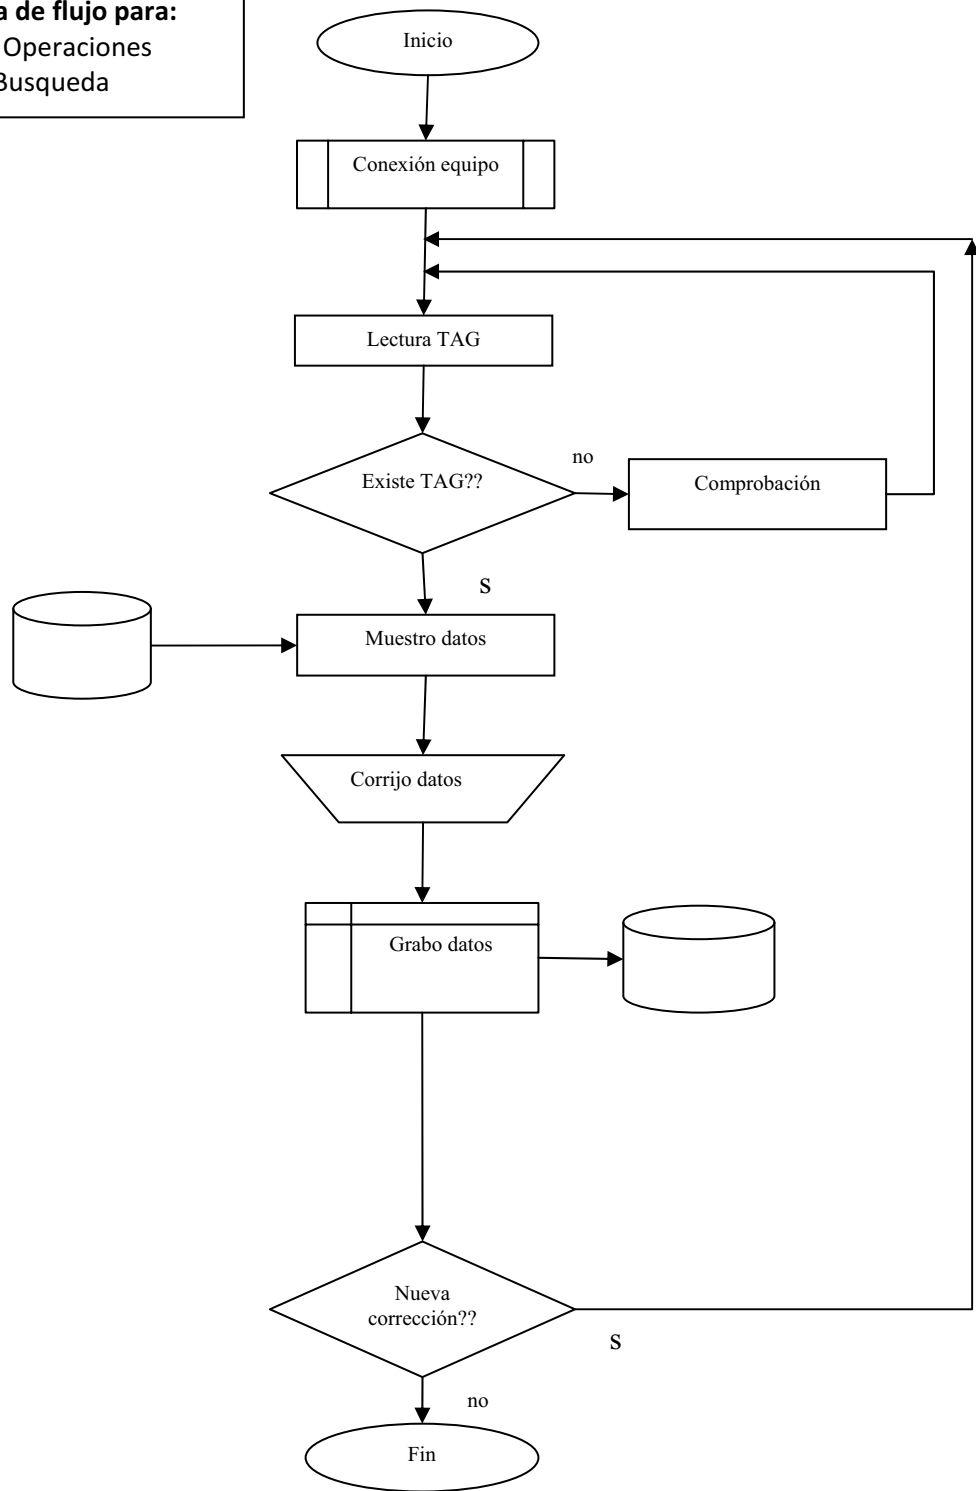 de flujo para:
Operaciones
Busqueda
Inicio
Conexión equipo
Lectura TAG
Existe TAG??
no
Comprobación
s
Muestro datos
Corrijo datos
Grabo datos
Nueva
corrección??
s
no
Fin